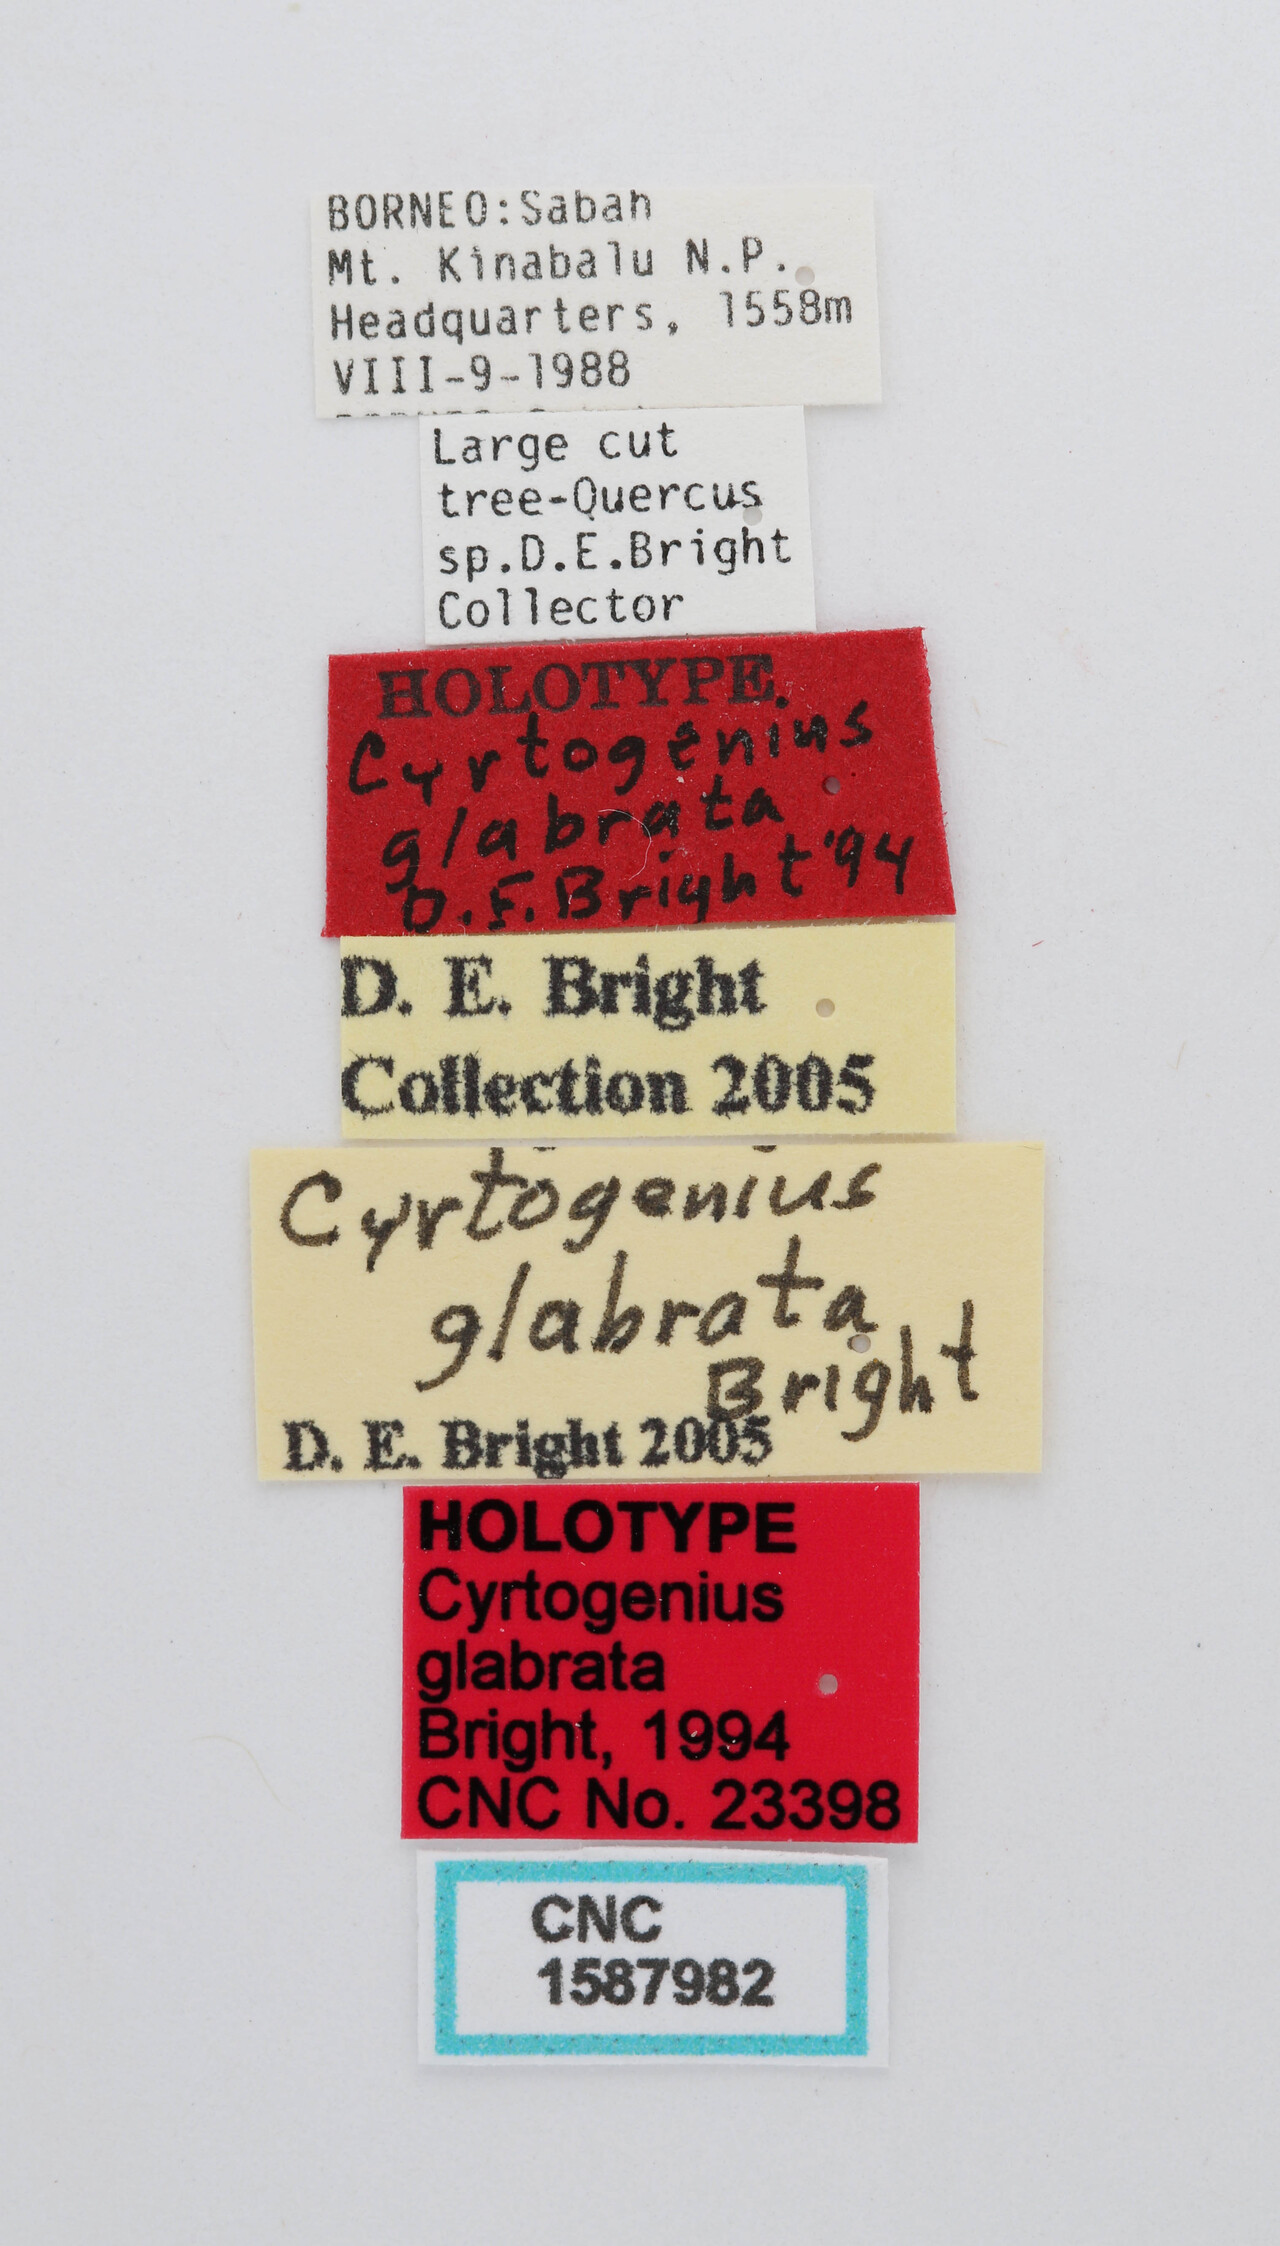 BORNEO:Sabah
Mt. Kinabalu N.P.
Headquarters, 1558m
VIII-9-1988
Large cut
tree-Quercus
sp.D.E.Bright
Collector
HOLOTYPE.
Cyrtogenius
glabrata
D.E.Bright '94
D. E. Bright
Collection 2005
Cyrtogenius
glabrata
Bright
D. E. Bright 2005
HOLOTYPE
Cyrtogenius
glabrata
Bright, 1994
CNC No. 23398
CNC
1587982